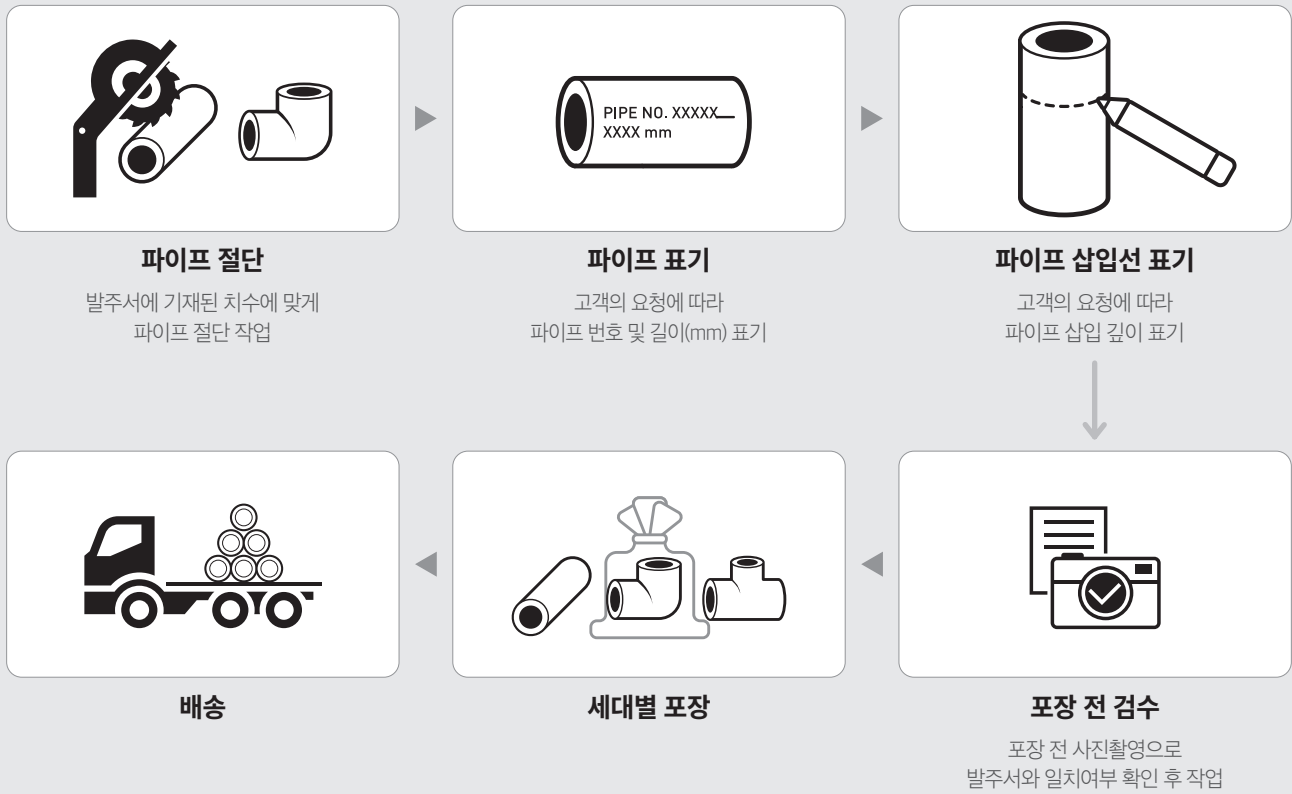 PIPE NO. XXXXX
XXXX mm
파이프 절단
발주서에 기재된 치수에 맞게
파이프 절단 작업
파이프 표기
고객의 요청에 따라
파이프 번호 및 길이(mm) 표기
파이프 삽입선 표기
고객의 요청에 따라
파이프 삽입 깊이 표기
포장 전 검수
포장 전 사진촬영으로
발주서와 일치여부 확인 후 작업
세대별 포장
배송